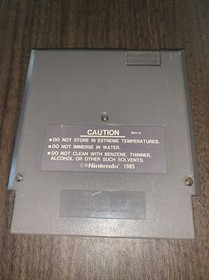 CAUTION
● DO NOT STORE IN EXTREME TEMPERATURES.
● DO NOT IMMERSE IN WATER.
● DO NOT CLEAN WITH BENZENE, THINNER,
ALCOHOL OR OTHER SUCH SOLVENTS.
© Nintendo 1985